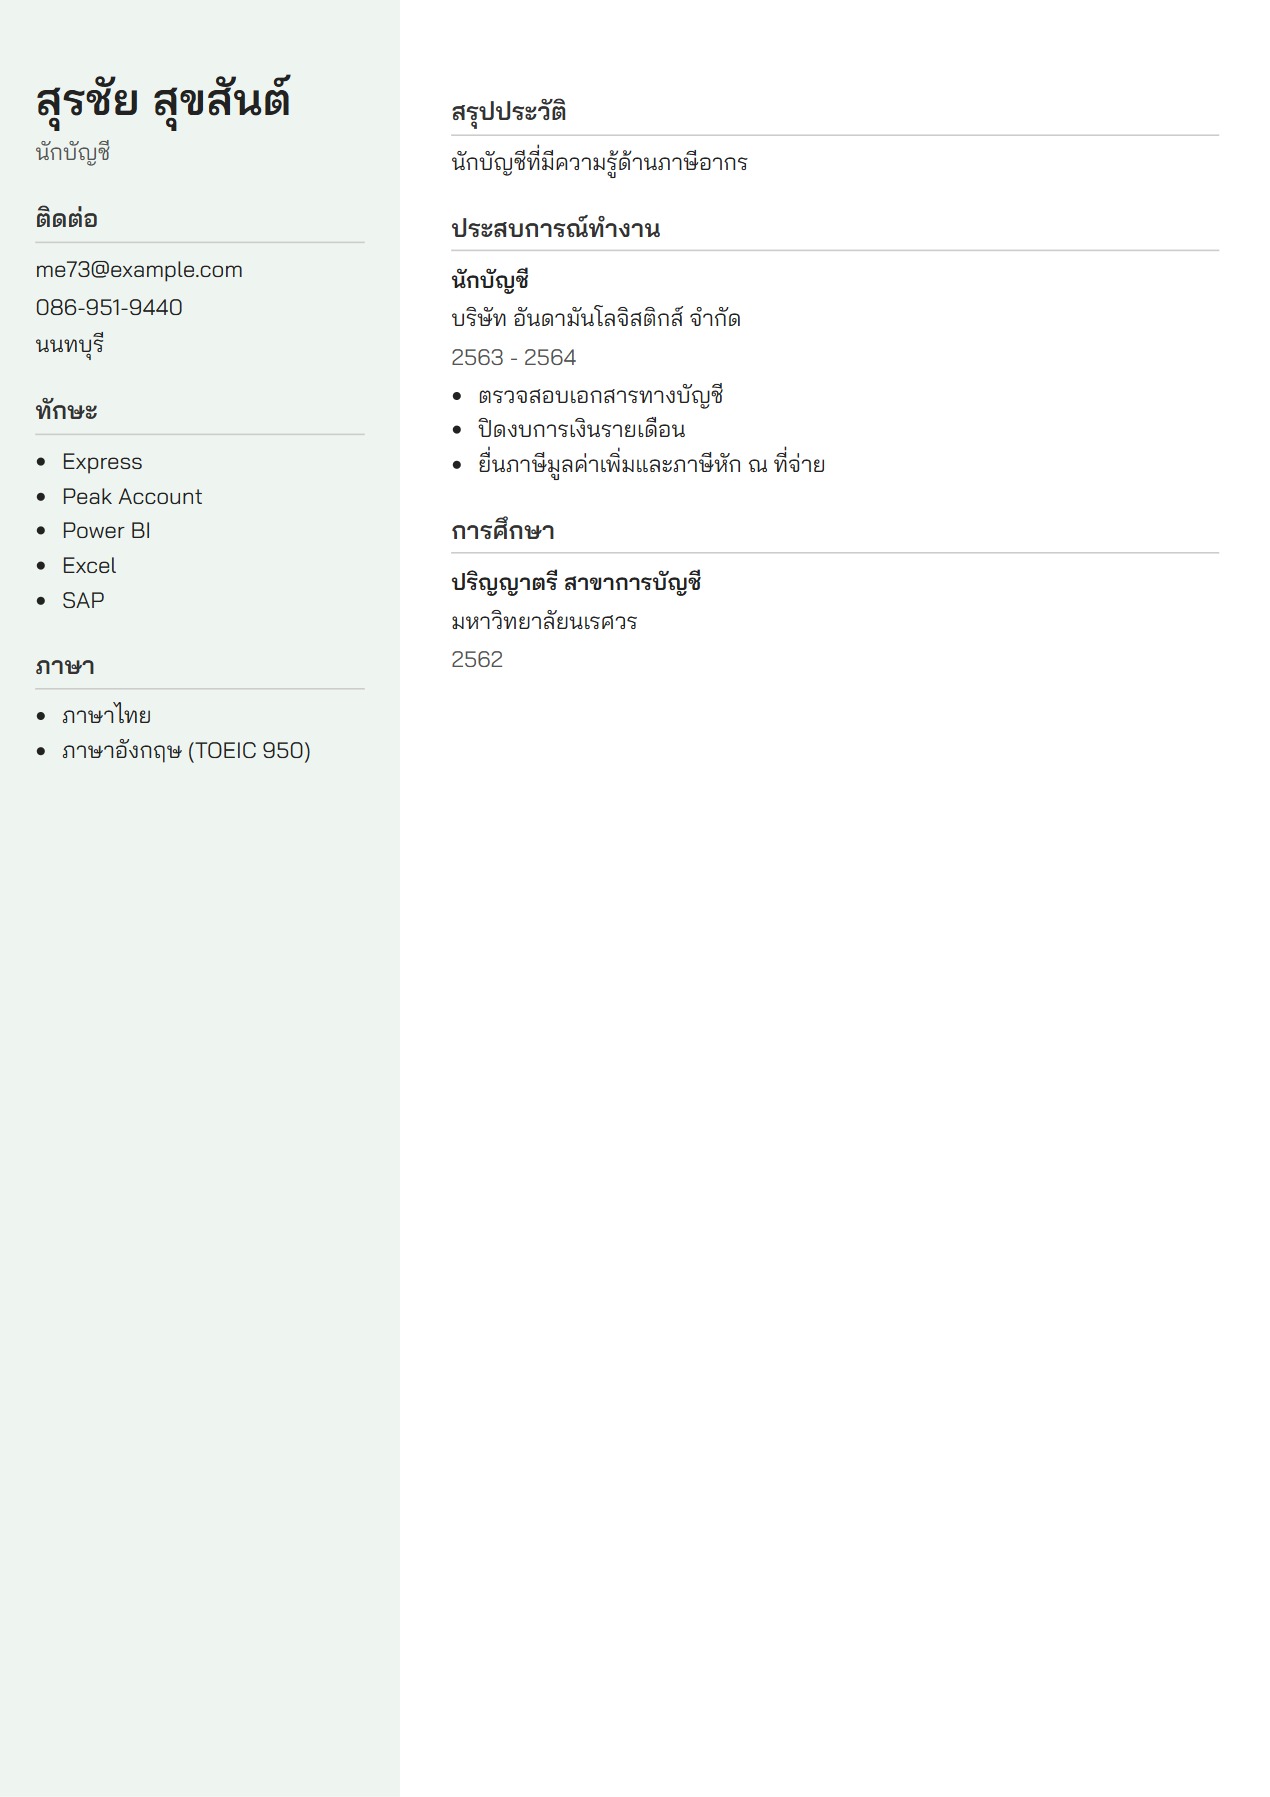 สุรชัย สุขสันต์
นักบัญชี
ติดต่อ
me73@example.com
086-951-9440
นนทบุรี
ทักษะ
• Express
• Peak Account
• Power BI
• Excel
• SAP
ภาษา
• ภาษาไทย
• ภาษาอังกฤษ (TOEIC 950)
สรุปประวัติ
นักบัญชีที่มีความรู้ด้านภาษีอากร
ประสบการณ์ทำงาน
นักบัญชี
บริษัท อันดามันโลจิสติกส์ จำกัด
2563 - 2564
• ตรวจสอบเอกสารทางบัญชี
• ปิดงบการเงินรายเดือน
• ยื่นภาษีมูลค่าเพิ่มและภาษีหัก ณ ที่จ่าย
การศึกษา
ปริญญาตรี สาขาการบัญชี
มหาวิทยาลัยนเรศวร
2562